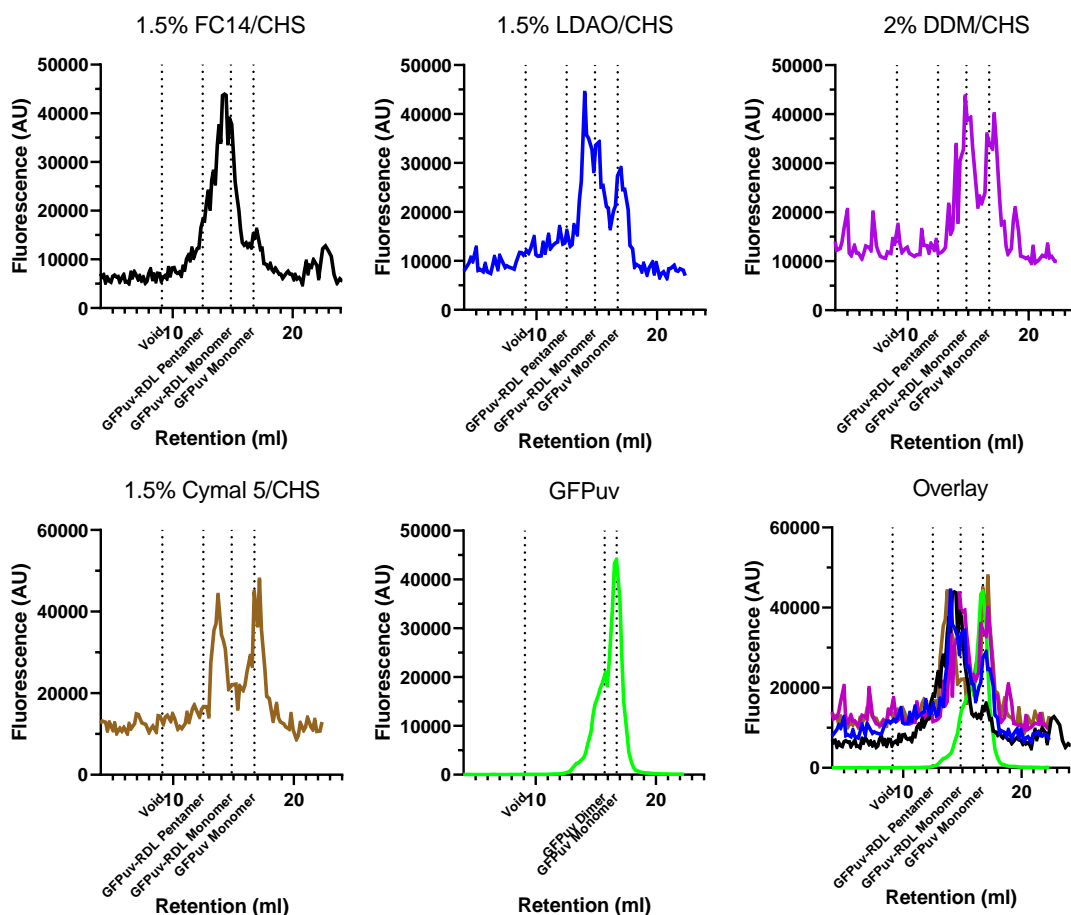 1.5% FC14/CHS
Fluorescence (AU)
50000
40000
30000
20000
10000
0
10
20
Void
GFPuv-RDL Pentamer
GFPuv-RDL Monomer
GFPuv Monomer
Retention (ml)
1.5% LDAO/CHS
Fluorescence (AU)
50000
40000
30000
20000
10000
0
10
20
Void
GFPuv-RDL Pentamer
GFPuv-RDL Monomer
GFPuv Monomer
Retention (ml)
2% DDM/CHS
Fluorescence (AU)
50000
40000
30000
20000
10000
0
10
20
Void
GFPuv-RDL Pentamer
GFPuv-RDL Monomer
GFPuv Monomer
Retention (ml)
1.5% Cymal 5/CHS
Fluorescence (AU)
60000
40000
20000
0
10
20
Void
GFPuv-RDL Pentamer
GFPuv-RDL Monomer
GFPuv Monomer
Retention (ml)
GFPuv
Fluorescence (AU)
50000
40000
30000
20000
10000
0
10
20
Void
GFPuv Dimer
GFPuv Monomer
Retention (ml)
Overlay
Fluorescence (AU)
60000
40000
20000
0
10
20
Void
GFPuv-RDL Pentamer
GFPuv-RDL Monomer
GFPuv Monomer
Retention (ml)